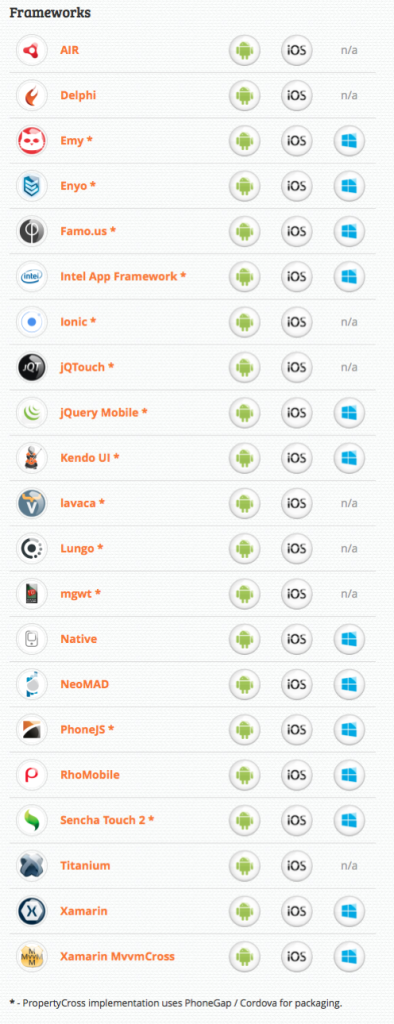 Frameworks
AIR iOS n/a
Delphi iOS n/a
Emy * iOS
Enyo * iOS
Famo.us * iOS
intel Intel App Framework * iOS
Ionic * iOS n/a
jQT jQTouch * iOS n/a
jQuery Mobile * iOS
Kendo UI * iOS
lavaca * iOS n/a
Lungo * iOS n/a
mgwt * iOS n/a
Native iOS
NeoMAD iOS
PhoneJS * iOS
RhoMobile iOS
Sencha Touch 2 * iOS
Titanium iOS n/a
Xamarin iOS
Xamarin MvvmCross iOS
* - PropertyCross implementation uses PhoneGap / Cordova for packaging.